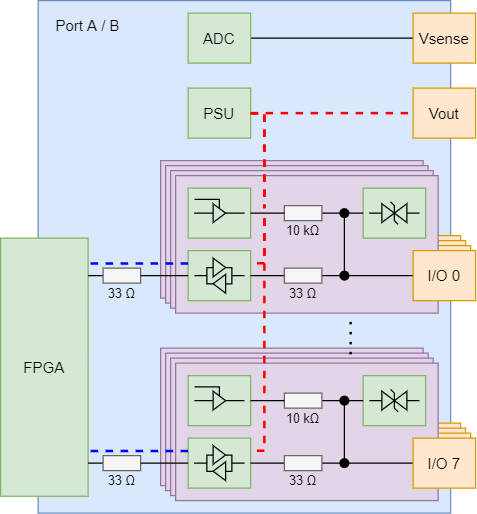 Port A / B
ADC
Vsense
PSU
Vout
10 kΩ
33 Ω
33 Ω
I/O 0
FPGA
10 kΩ
33 Ω
33 Ω
I/O 7